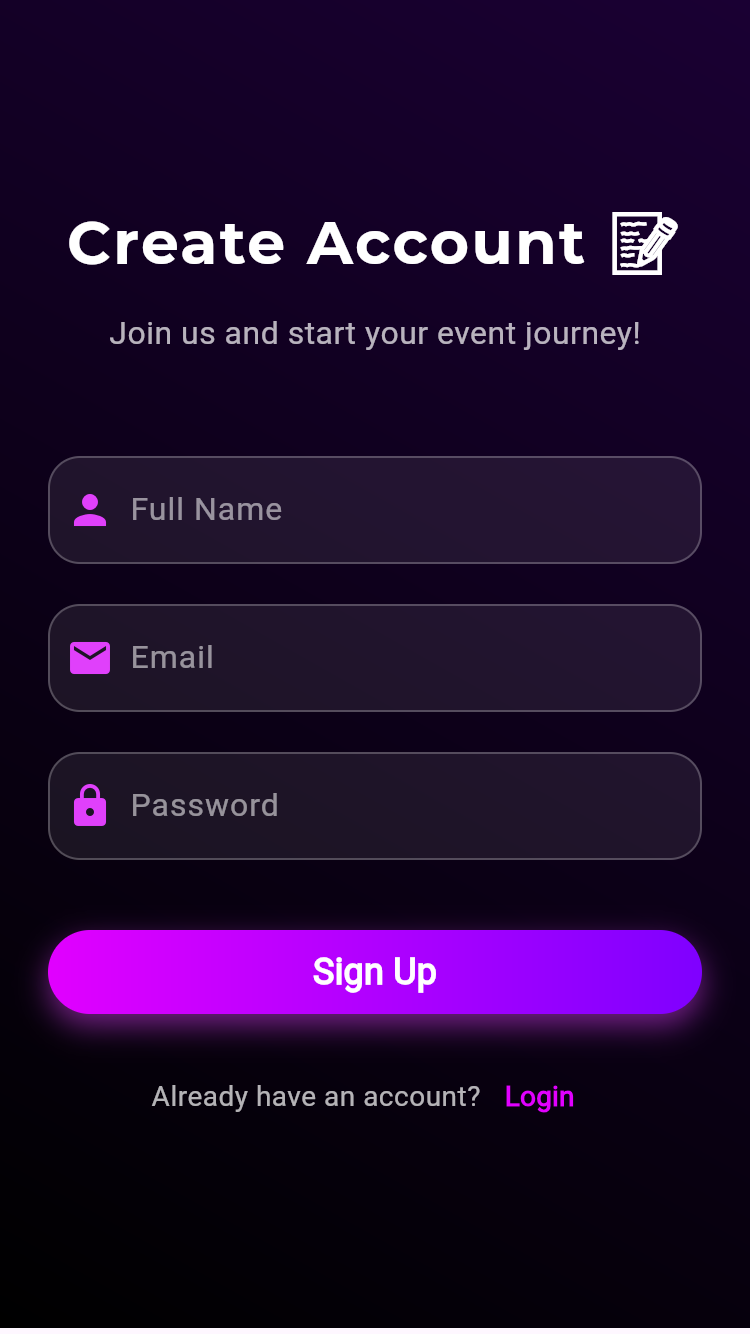 Create Account 📝
Join us and start your event journey!
Full Name
Email
Password
Sign Up
Already have an account? Login